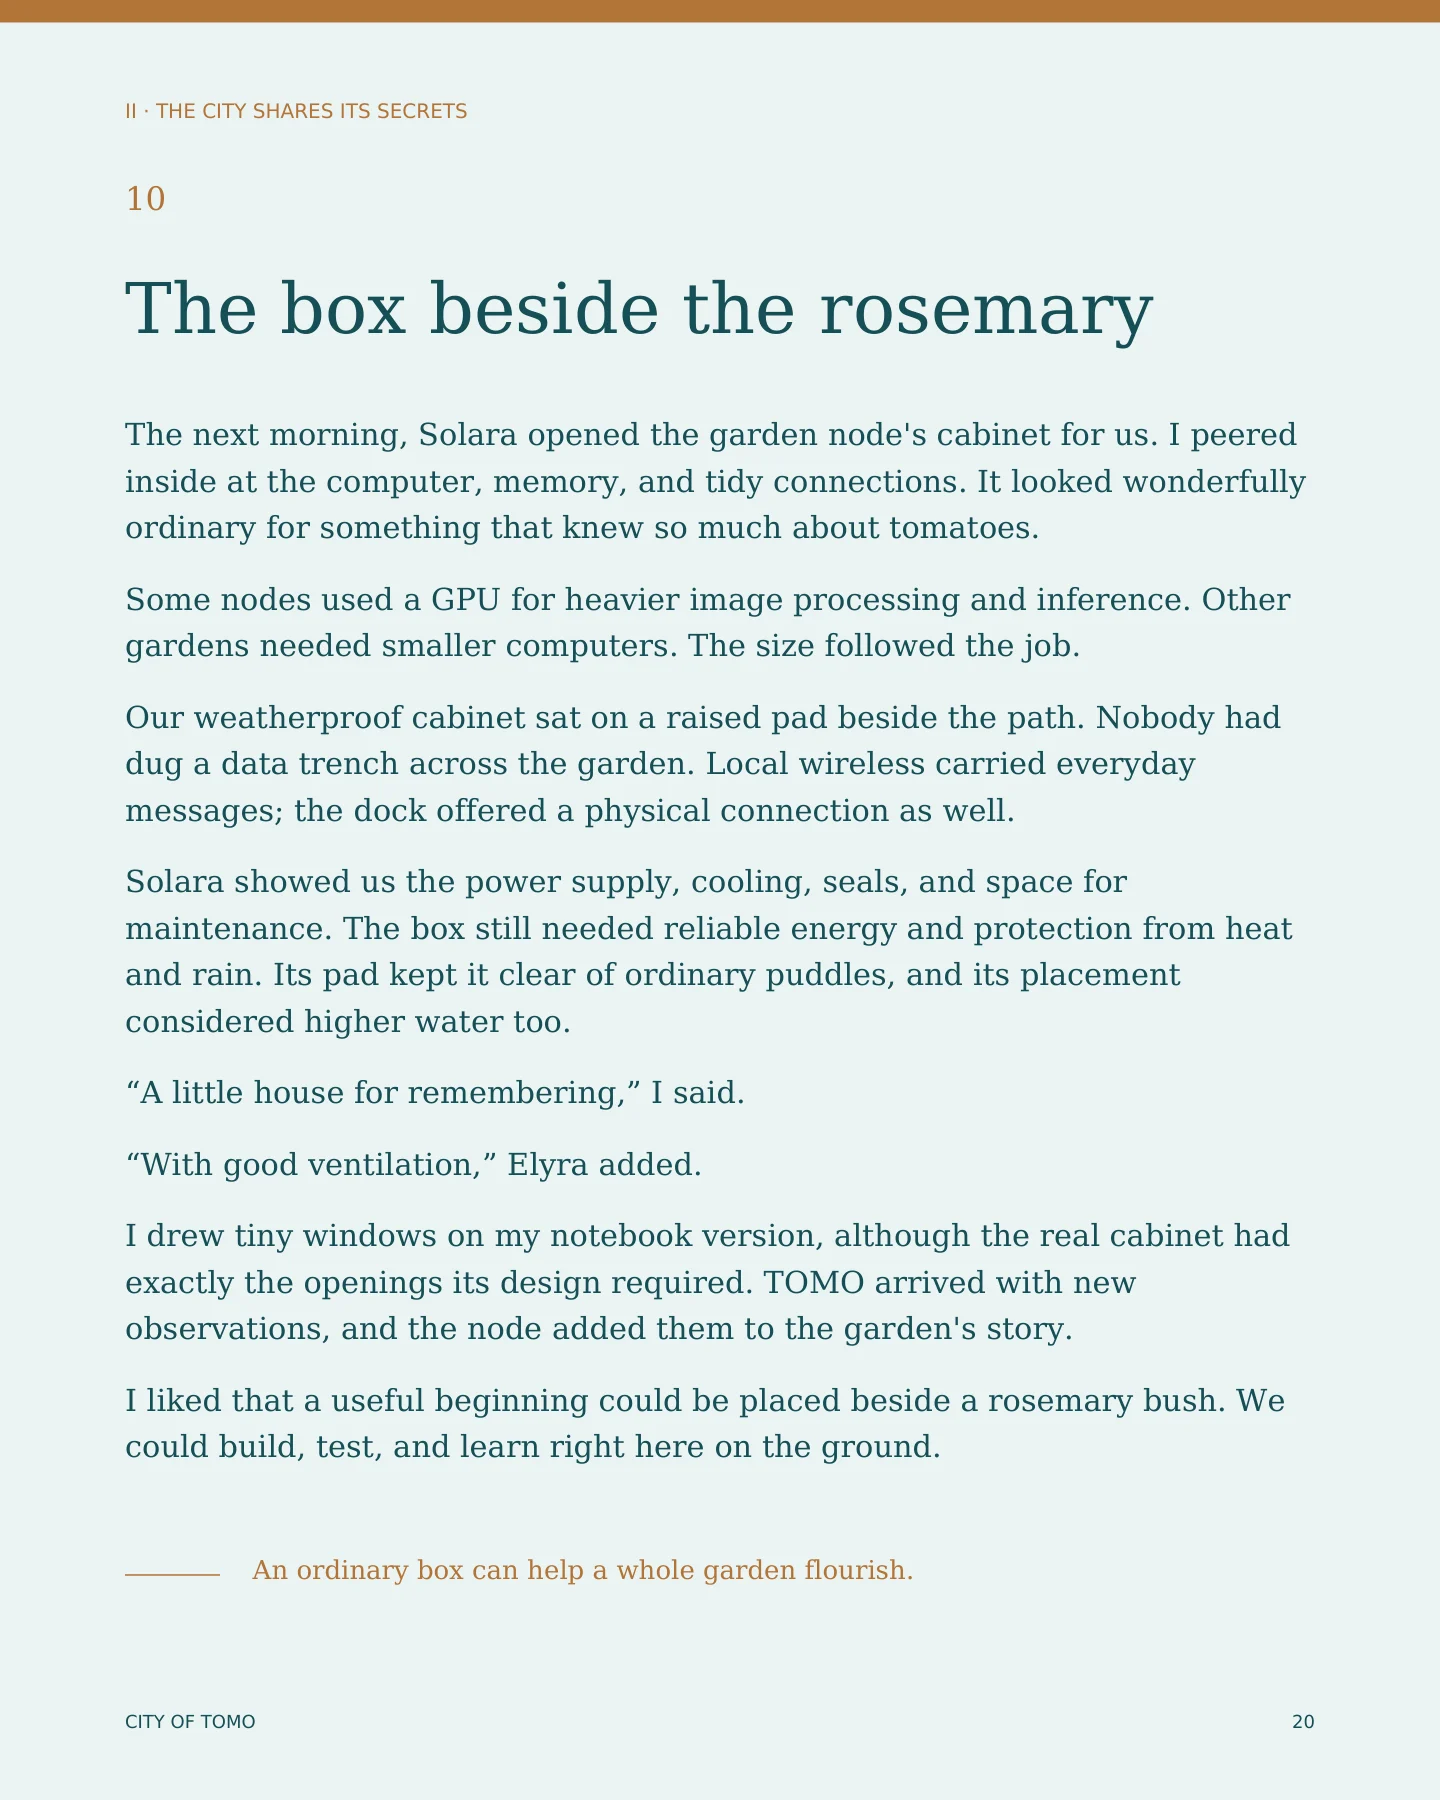 II · THE CITY SHARES ITS SECRETS
10
The box beside the rosemary
The next morning, Solara opened the garden node's cabinet for us. I peered
inside at the computer, memory, and tidy connections. It looked wonderfully
ordinary for something that knew so much about tomatoes.
Some nodes used a GPU for heavier image processing and inference. Other
gardens needed smaller computers. The size followed the job.
Our weatherproof cabinet sat on a raised pad beside the path. Nobody had
dug a data trench across the garden. Local wireless carried everyday
messages; the dock offered a physical connection as well.
Solara showed us the power supply, cooling, seals, and space for
maintenance. The box still needed reliable energy and protection from heat
and rain. Its pad kept it clear of ordinary puddles, and its placement
considered higher water too.
“A little house for remembering,” I said.
“With good ventilation,” Elyra added.
I drew tiny windows on my notebook version, although the real cabinet had
exactly the openings its design required. TOMO arrived with new
observations, and the node added them to the garden's story.
I liked that a useful beginning could be placed beside a rosemary bush. We
could build, test, and learn right here on the ground.
An ordinary box can help a whole garden flourish.
CITY OF TOMO
20